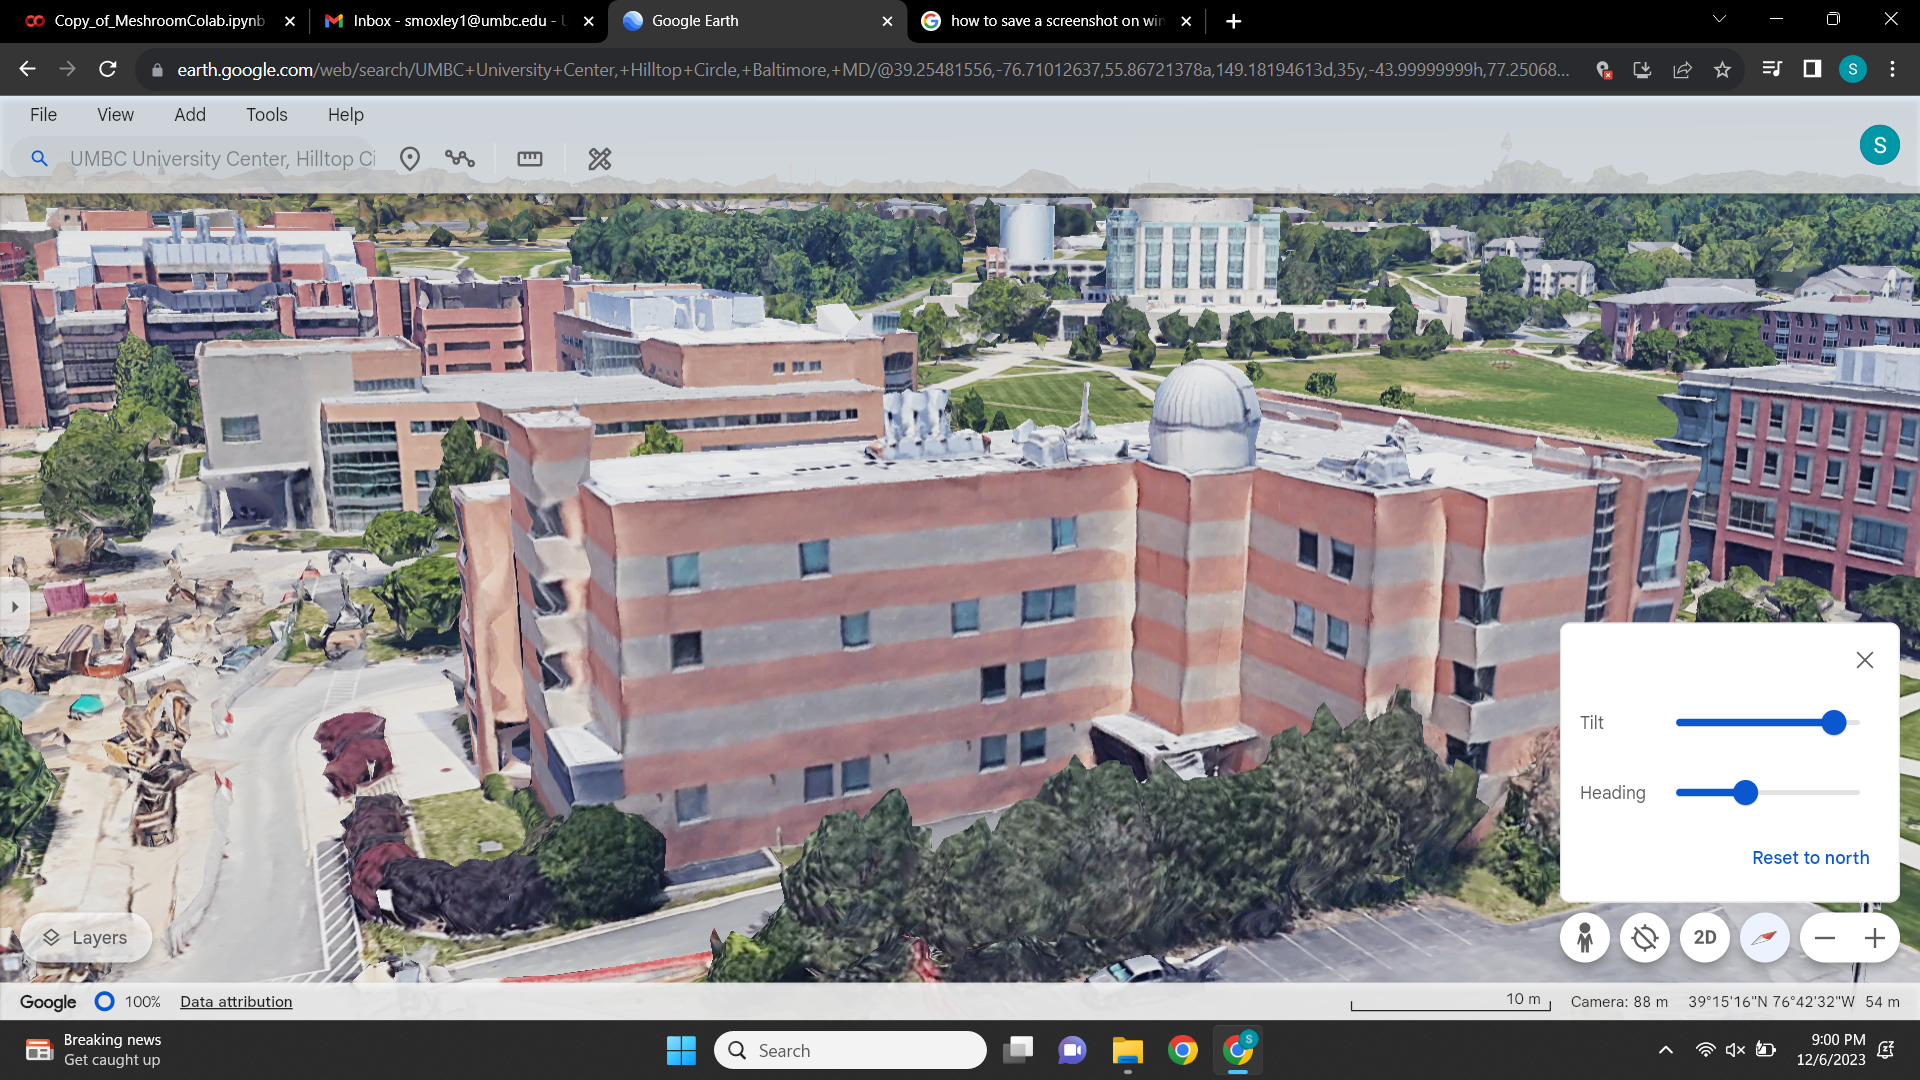 Copy_of_MeshroomColab.ipynb
Inbox - smoxley1@umbc.edu - U
Google Earth
how to save a screenshot on win
earth.google.com/web/search/UMBC+University+Center,+Hilltop+Circle,+Baltimore,+MD/@39.25481556,-76.71012637,55.86721378a,149.18194613d,35y,-43.99999999h,77.25068...
S
File View Add Tools Help
UMBC University Center, Hilltop Ci
S
Tilt
Heading
Reset to north
Layers
2D
Google 100% Data attribution
10 m
Camera: 88 m 39°15'16"N 76°42'32"W 54 m
Breaking news
Get caught up
Search
S
9:00 PM
12/6/2023